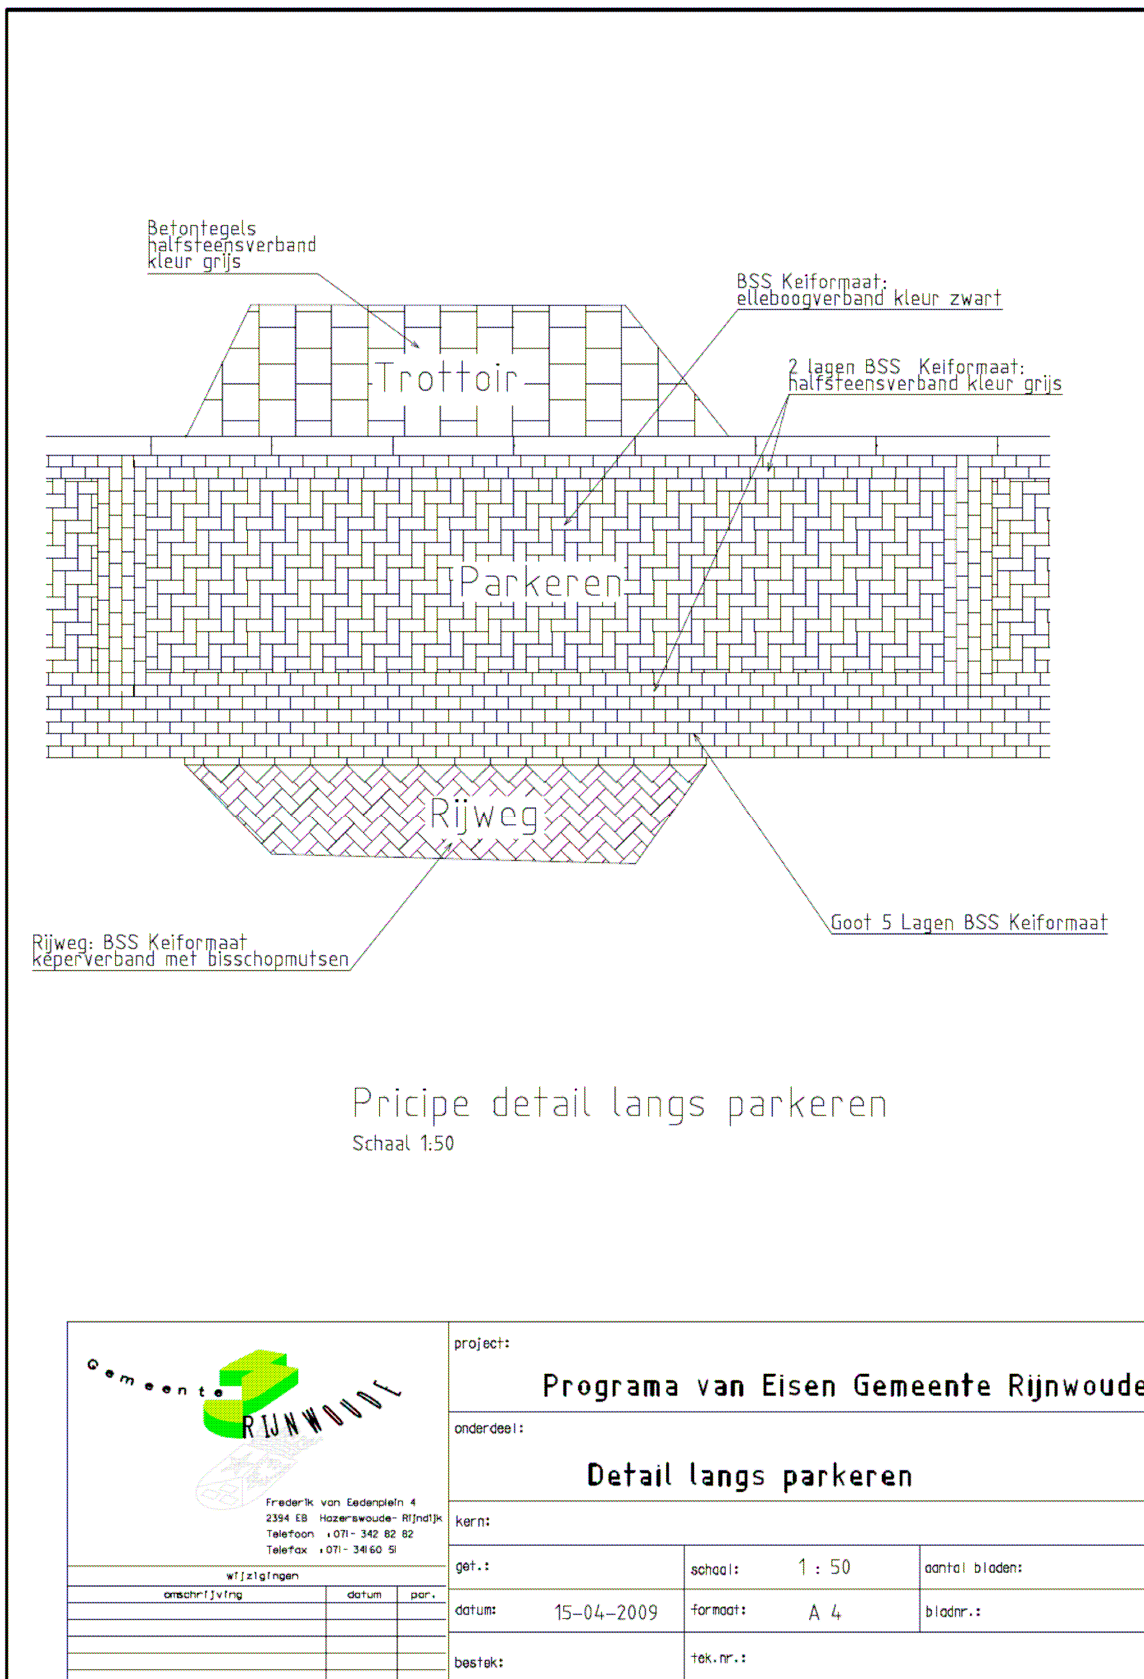 Betontegels
halfsteensverband
kleur grijs
BSS Keiformaat:
elleboogverband kleur zwart
2 lagen BSS Keiformaat:
halfsteensverband kleur grijs
Trottoir
Parkeren
Rijweg
Goot 5 Lagen BSS Keiformaat
Rijweg: BSS Keiformaat
keperverband met bisschopmutsen
Pricipe detail langs parkeren
Schaal 1:50
Gemeente
RIJNWOUDE
Frederik van Eedenplein 4
2394 EB Hazerswoude- Rijndijk
Telefoon : 071- 342 82 82
Telefax : 071- 341 60 51
wijzigingen
omschrijving datum par.
project:
Programa van Eisen Gemeente Rijnwoude
onderdeel:
Detail langs parkeren
kern:
get.: schaal: 1 : 50 aantal bladen:
datum: 15-04-2009 formaat: A 4 bladnr.:
bestek: tek.nr.: